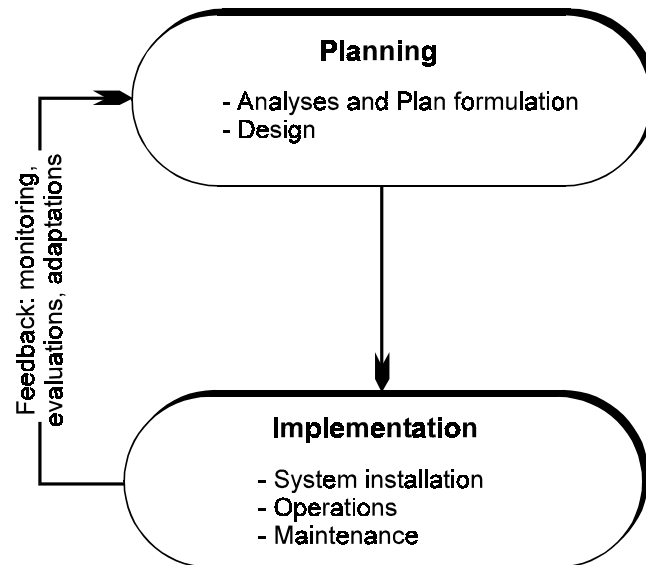 Planning
- Analyses and Plan formulation
- Design
Feedback: monitoring,
evaluations, adaptations
Implementation
- System installation
- Operations
- Maintenance